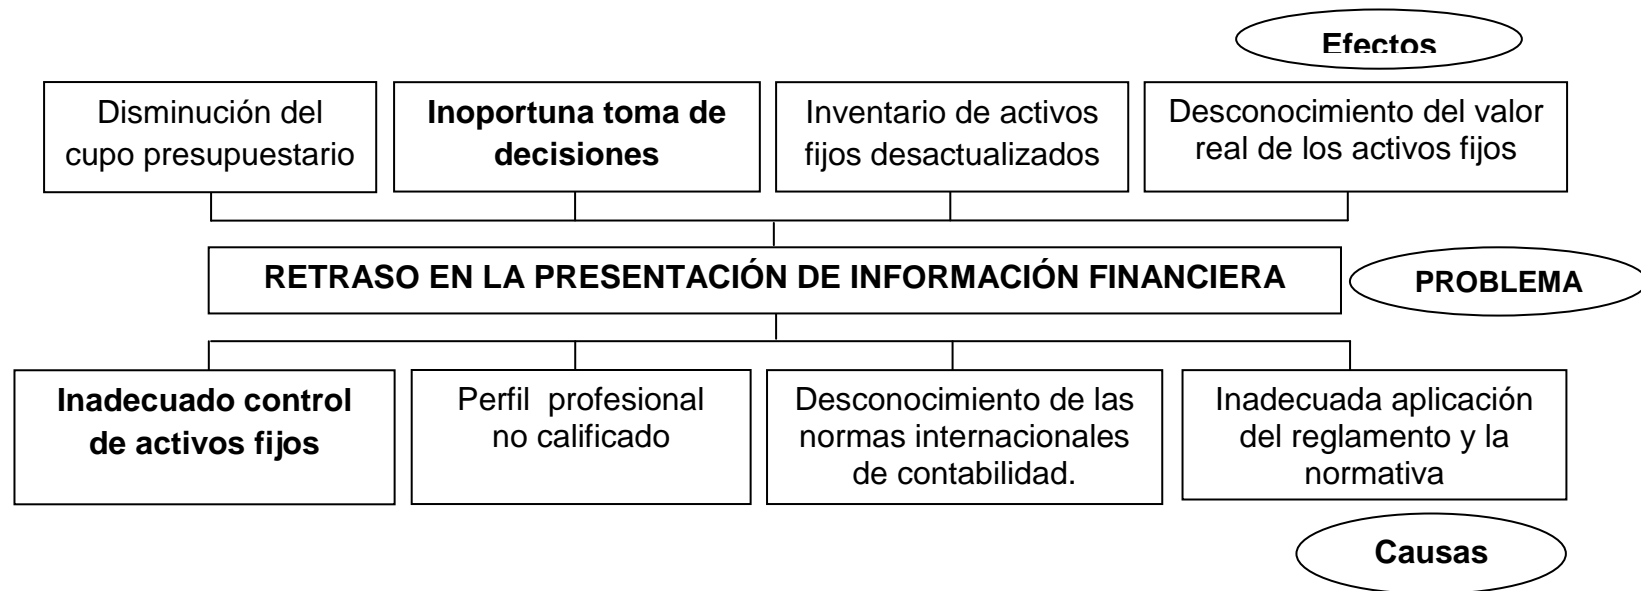 Efectos
Disminución del
cupo presupuestario
Inoportuna toma de
decisiones
Inventario de activos
fijos desactualizados
Desconocimiento del valor
real de los activos fijos
RETRASO EN LA PRESENTACIÓN DE INFORMACIÓN FINANCIERA
PROBLEMA
Inadecuado control
de activos fijos
Perfil profesional
no calificado
Desconocimiento de las
normas internacionales
de contabilidad.
Inadecuada aplicación
del reglamento y la
normativa
Causas